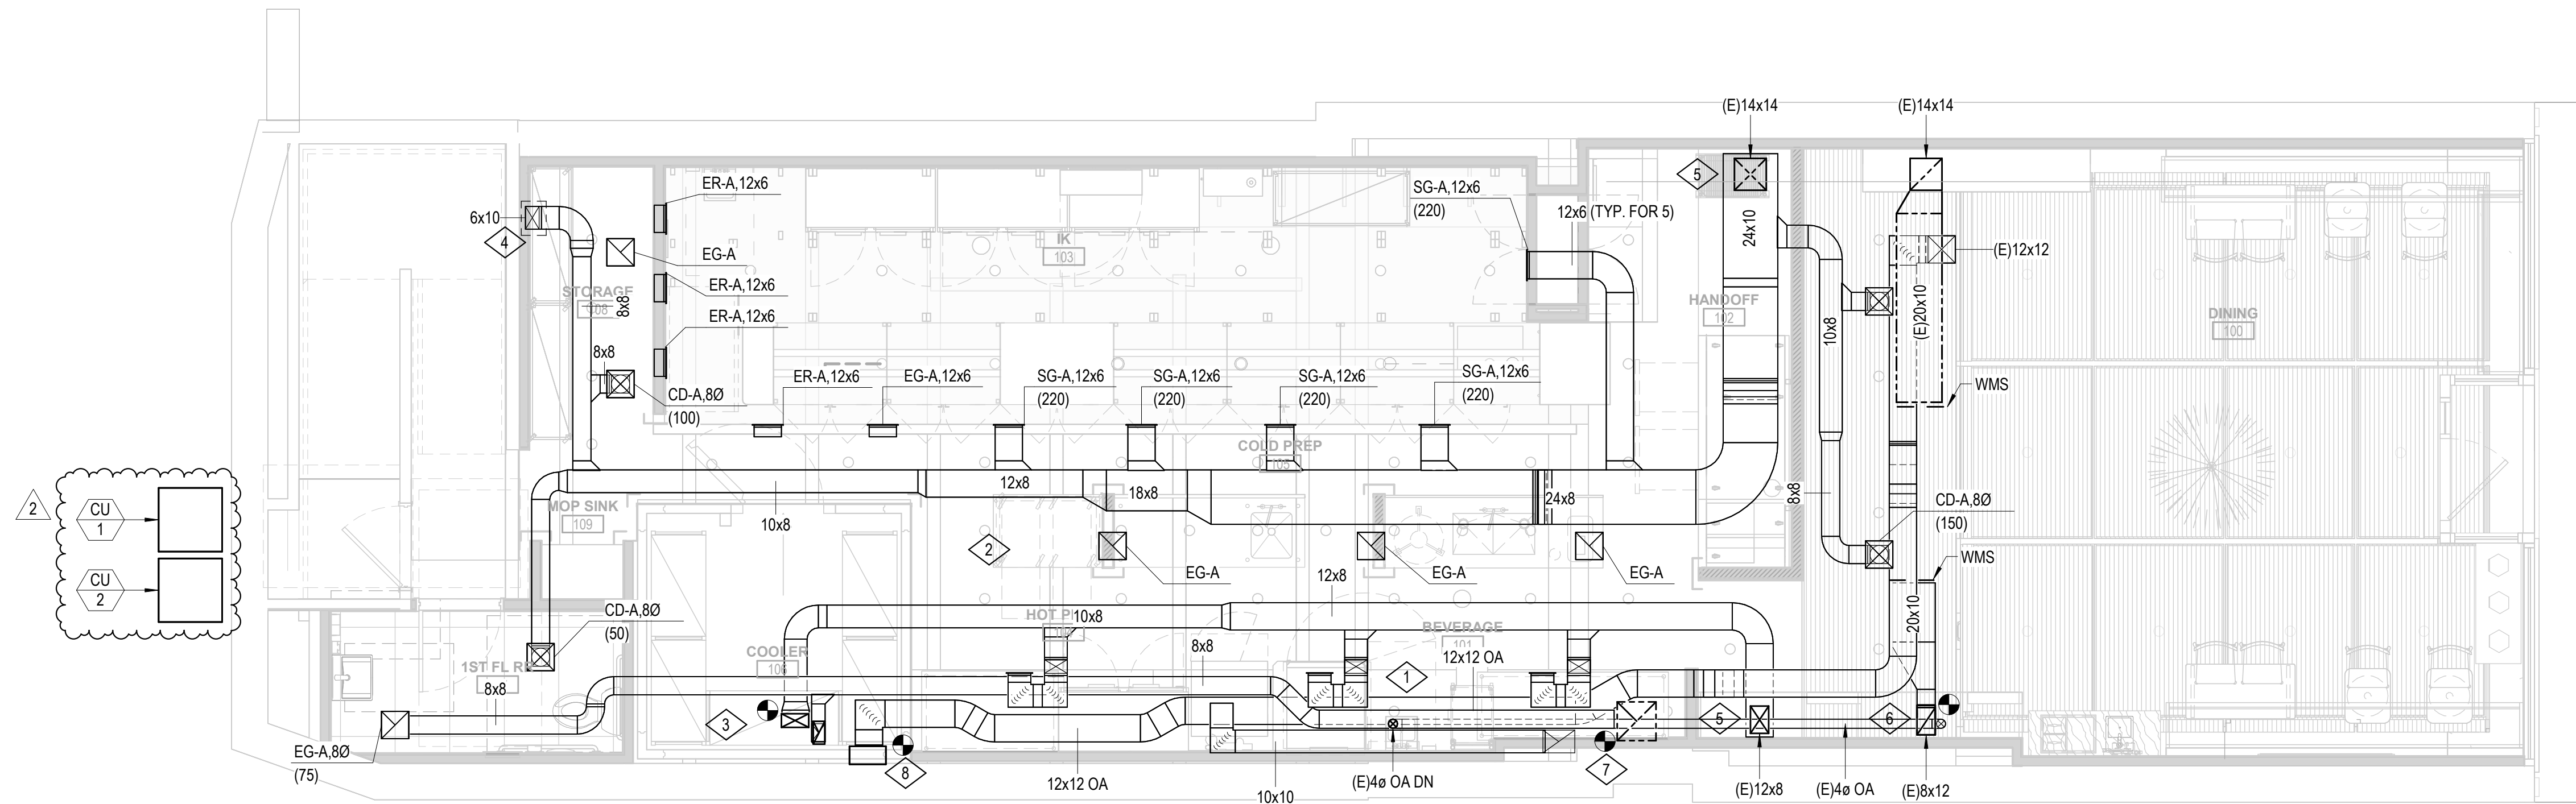 (E)14x14
(E)14x14
ER-A,12x6
SG-A,12x6
(220)
5
12x6 (TYP. FOR 5)
6x10
4
EG-A
IK
103
24x10
(E)12x12
ER-A,12x6
STORAGE
108
8x8
HANDOFF
102
DINING
100
ER-A,12x6
10x8
(E)20x10
8x8
ER-A,12x6
EG-A,12x6
SG-A,12x6
(220)
SG-A,12x6
(220)
SG-A,12x6
(220)
SG-A,12x6
(220)
WMS
CD-A,8Ø
(100)
COLD PREP
105
2
CU
1
MOP SINK
109
10x8
12x8
18x8
24x8
8x8
CD-A,8Ø
(150)
2
EG-A
EG-A
EG-A
WMS
CU
2
12x8
CD-A,8Ø
(50)
HOT P
10x8
BEVERAGE
101
20x10
8x8
COOLER
106
12x12 OA
1ST FL R
8x8
1
3
5
6
EG-A,8Ø
(75)
8
12x12 OA
10x10
(E)4ø OA DN
7
(E)12x8
(E)4ø OA
(E)8x12